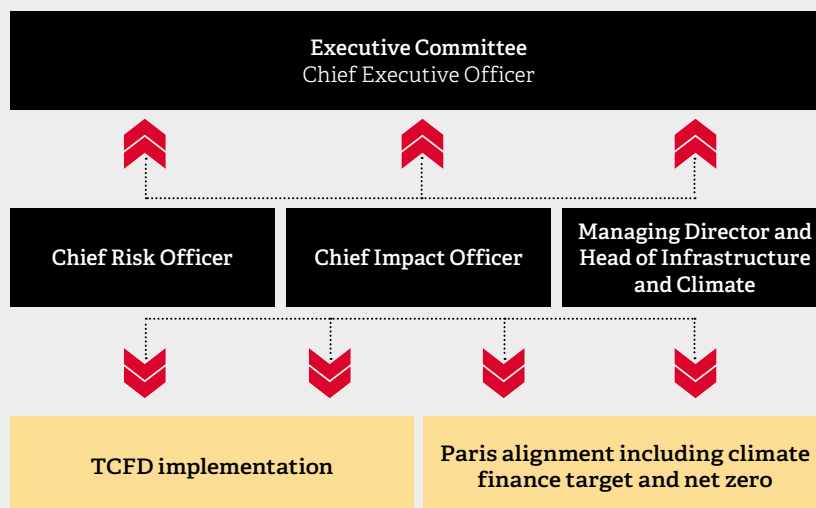 Executive Committee
Chief Executive Officer
Chief Risk Officer
Chief Impact Officer
Managing Director and
Head of Infrastructure
and Climate
TCFD implementation
Paris alignment including climate
finance target and net zero